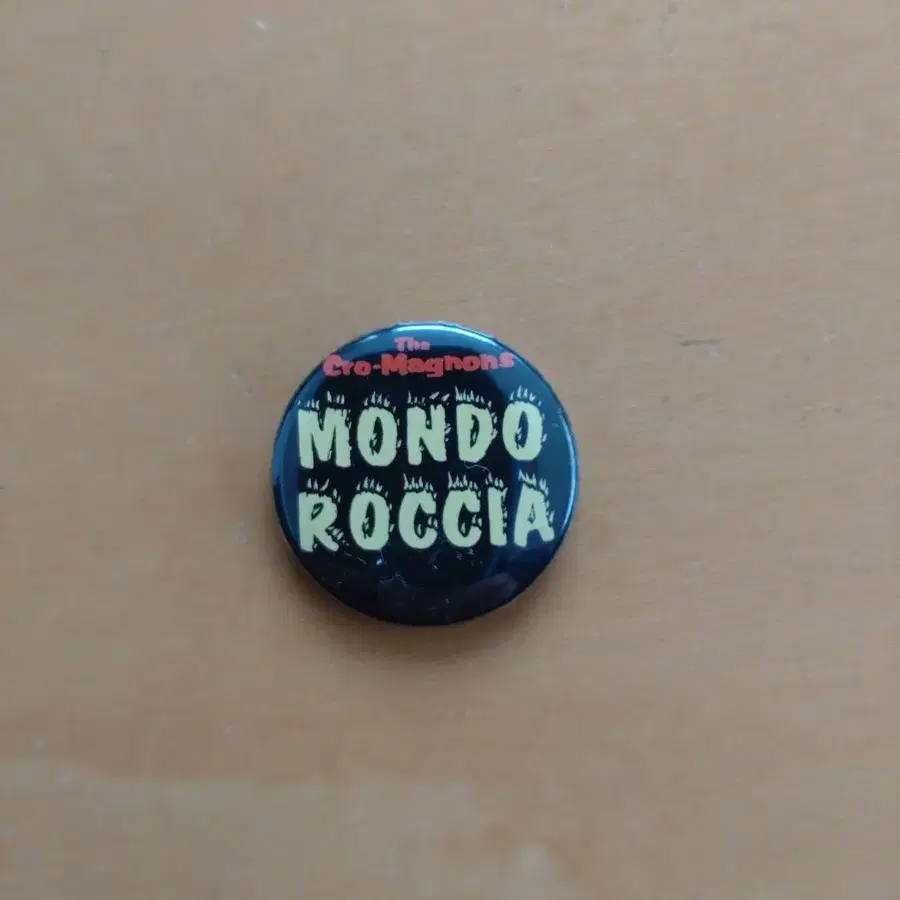 The
Cro-Magnons
MONDO
ROCCIA